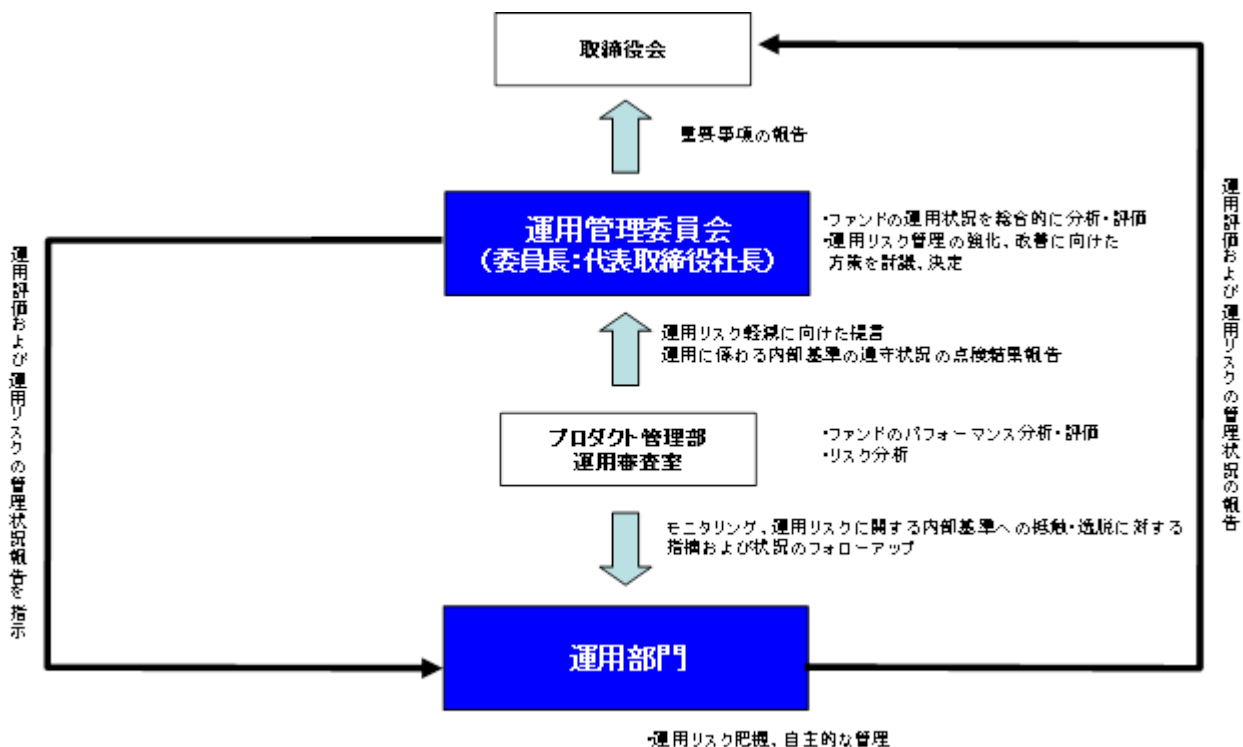 取締役会
重要事項の報告
運用管理委員会
（委員長：代表取締役社長）
・ファンドの運用状況を総合的に分析・評価
・運用リスク管理の強化、改善に向けた
方策を討議、決定
運用リスク軽減に向けた提言
運用に係わる内部基準の遵守状況の点検結果報告
プロダクト管理部
運用審査室
・ファンドのパフォーマンス分析・評価
・リスク分析
モニタリング、運用リスクに関する内部基準への抵触・逸脱に対する
指摘および状況のフォローアップ
運用部門
・運用リスク把握、自主的な管理
運用評価および運用リスクの管理状況報告を指示
運用評価および運用リスクの管理状況の報告